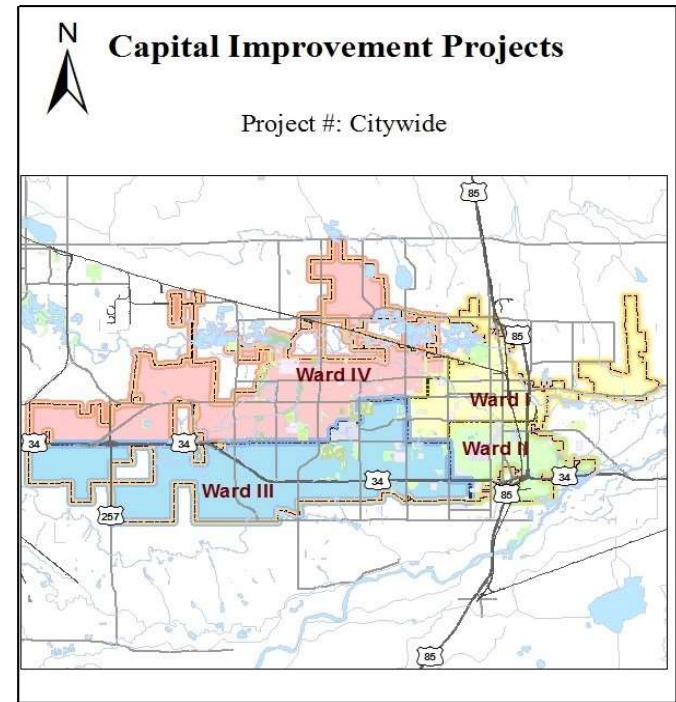 N
Capital Improvement Projects
Project #: Citywide
85
85
Ward IV
Ward I
34
34
Ward II
34
34
Ward III
85
257
85